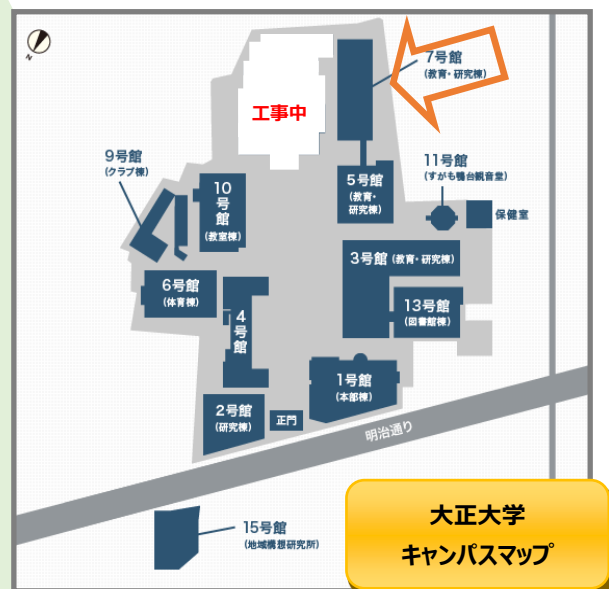 N
工事中
7号館
(教育・研究棟)
9号館
(クラブ棟)
10
号
館
(教室棟)
5号館
(教育・
研究棟)
11号館
(すがも鴨台観音堂)
保健室
3号館 (教育・研究棟)
6号館
(体育棟)
4
号
館
13号館
(図書館棟)
1号館
(本部棟)
2号館
(研究棟)
正門
明治通り
15号館
(地域構想研究所)
大正大学
キャンパスマップ